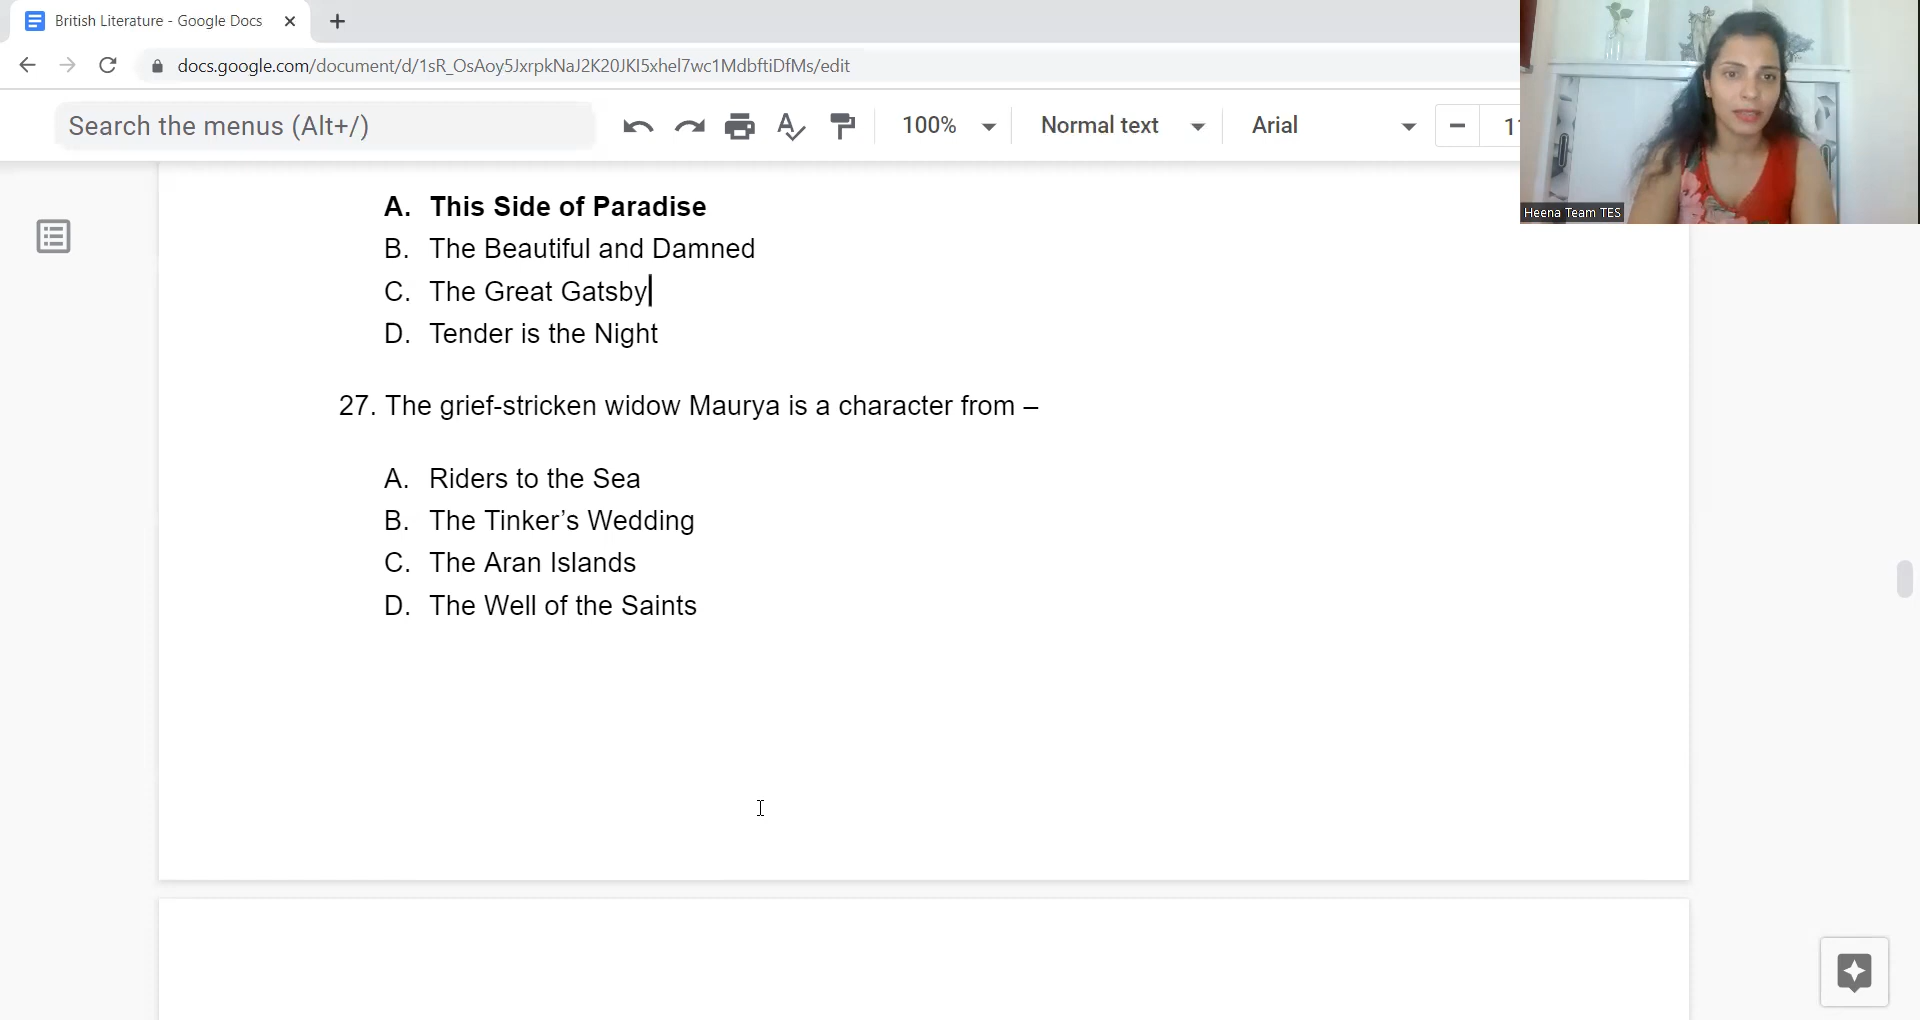 British Literature - Google Docs
docs.google.com/document/d/1sR_OsAoy5JxrpkNaJ2K20JKI5xhel7wc1MdbftiDfMs/edit
Search the menus (Alt+/) 100% Normal text Arial
Heena Team TES
A. This Side of Paradise
B. The Beautiful and Damned
C. The Great Gatsby
D. Tender is the Night
27. The grief-stricken widow Maurya is a character from –
A. Riders to the Sea
B. The Tinker’s Wedding
C. The Aran Islands
D. The Well of the Saints